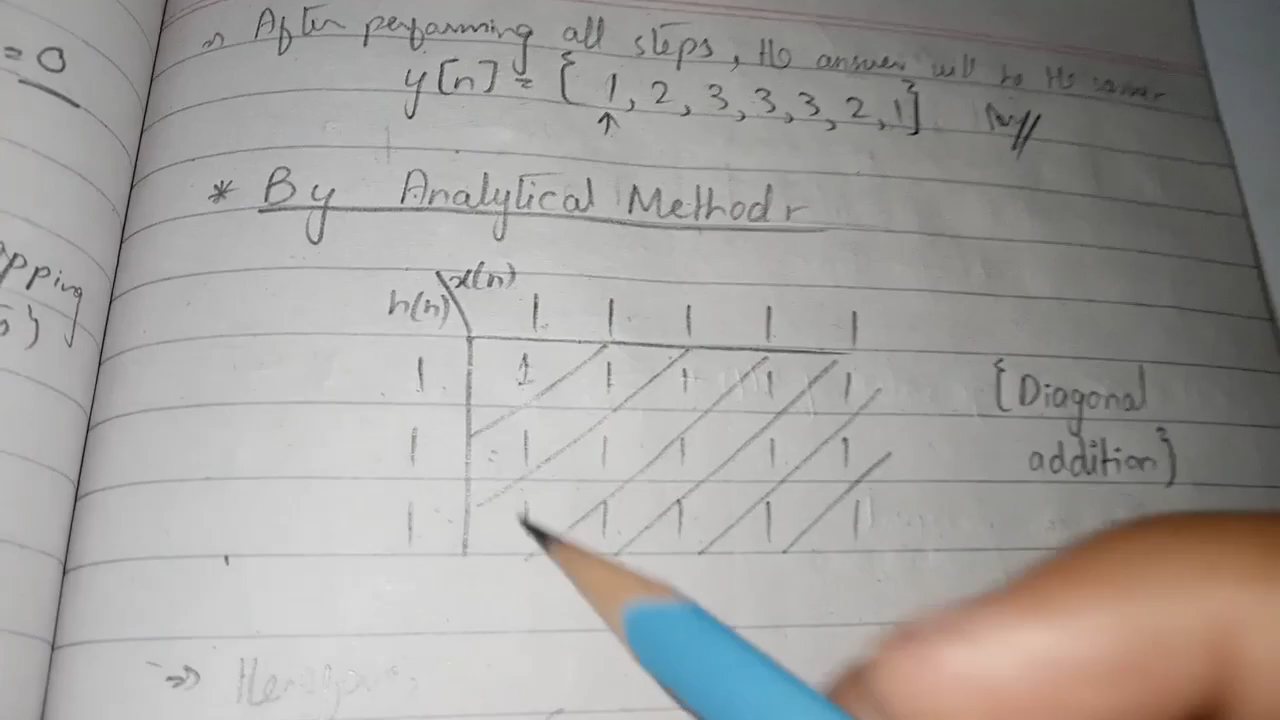 = 0
⇒ After performing all steps, the answer will be the same
y[n] = { 1, 2, 3, 3, 3, 2, 1}
↑
* By Analytical Method
apping
x(n)
h(n) 1 1 1 1 1
1 1 1 1 1 1 {Diagonal
1 1 1 1 1 1 addition}
1 1 1 1 1 1
⇒